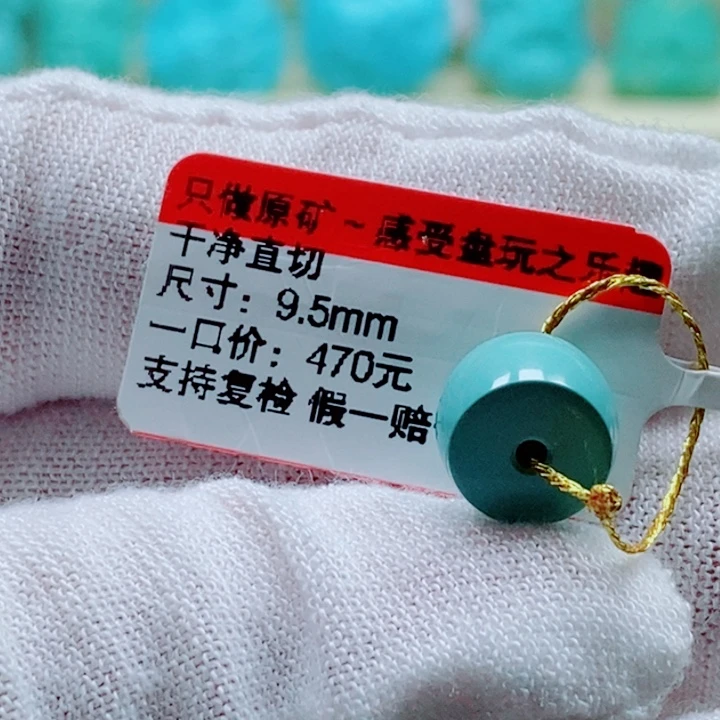 只做原矿~感受盘玩之乐趣
干净直切
尺寸：9.5mm
一口价：470元
支持复检 假一赔